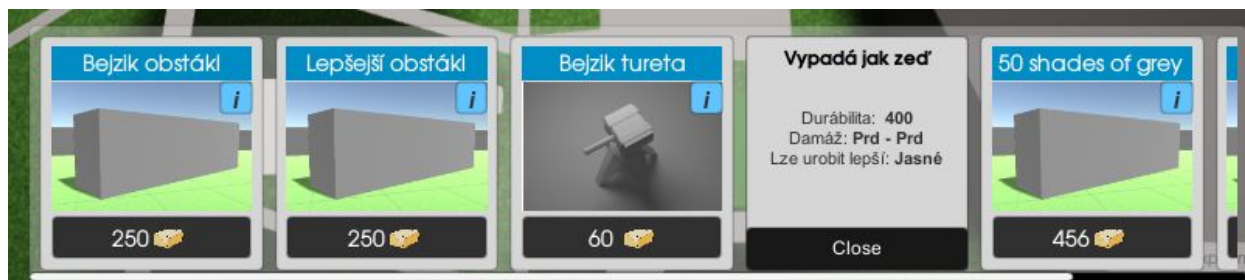 Bejzik obstákl
i
250
Lepšejší obstákl
i
250
Bejzik tureta
i
60
Vypadá jak zeď
Durábilita: 400
Damáž: Prd - Prd
Lze urobit lepší: Jasné
Close
50 shades of grey
i
456